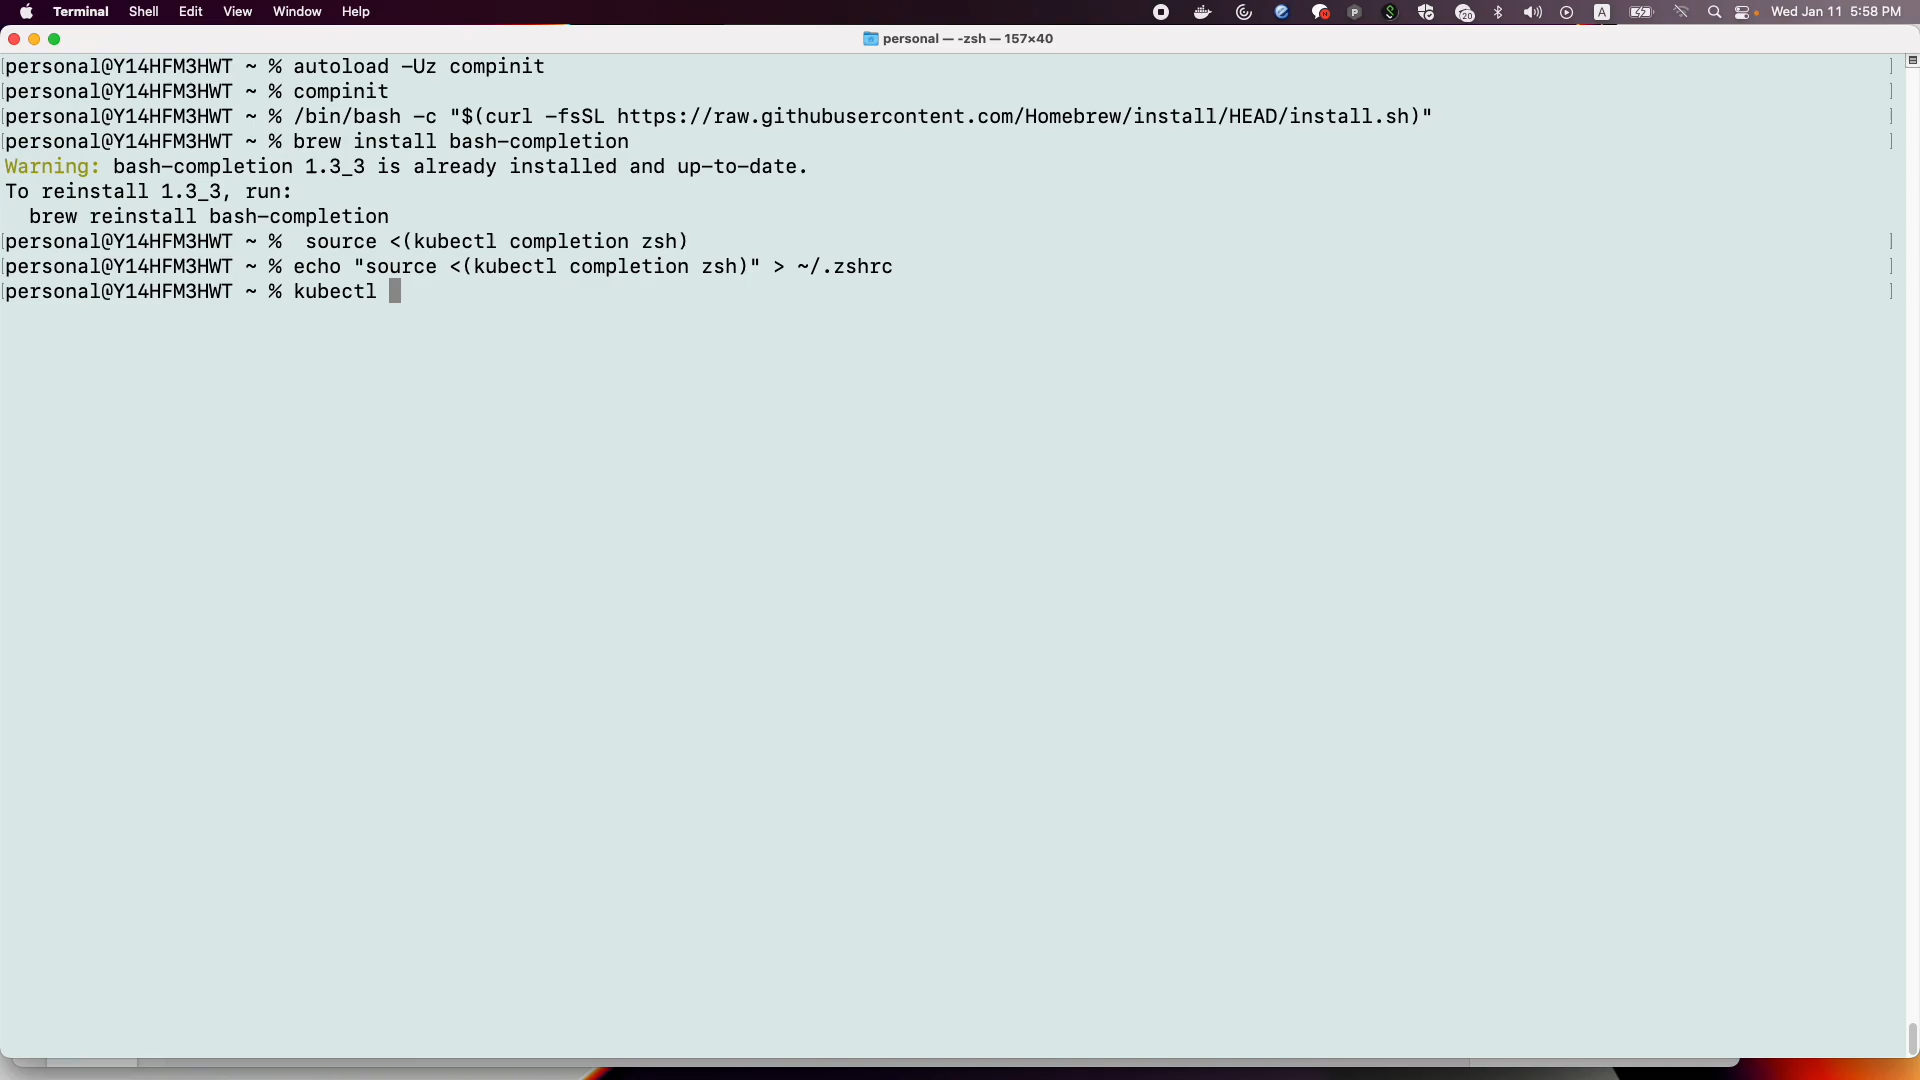 Terminal Shell Edit View Window Help 20 A Wed Jan 11 5:58 PM
personal — -zsh — 157×40
personal@Y14HFM3HWT ~ % autoload -Uz compinit
personal@Y14HFM3HWT ~ % compinit
personal@Y14HFM3HWT ~ % /bin/bash -c "$(curl -fsSL https://raw.githubusercontent.com/Homebrew/install/HEAD/install.sh)"
personal@Y14HFM3HWT ~ % brew install bash-completion
Warning: bash-completion 1.3_3 is already installed and up-to-date.
To reinstall 1.3_3, run:
  brew reinstall bash-completion
personal@Y14HFM3HWT ~ %  source <(kubectl completion zsh)
personal@Y14HFM3HWT ~ % echo "source <(kubectl completion zsh)" > ~/.zshrc
personal@Y14HFM3HWT ~ % kubectl